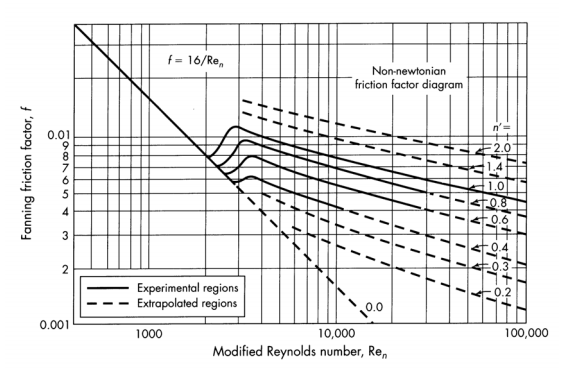 f = 16/Reₙ
Non-newtonian
friction factor diagram
n' =
2.0
1.4
1.0
0.8
0.6
0.4
0.3
0.2
0.0
Fanning friction factor, f
0.01
9
8
7
6
5
4
3
2
0.001
Experimental regions
Extrapolated regions
1000
10,000
100,000
Modified Reynolds number, Reₙ